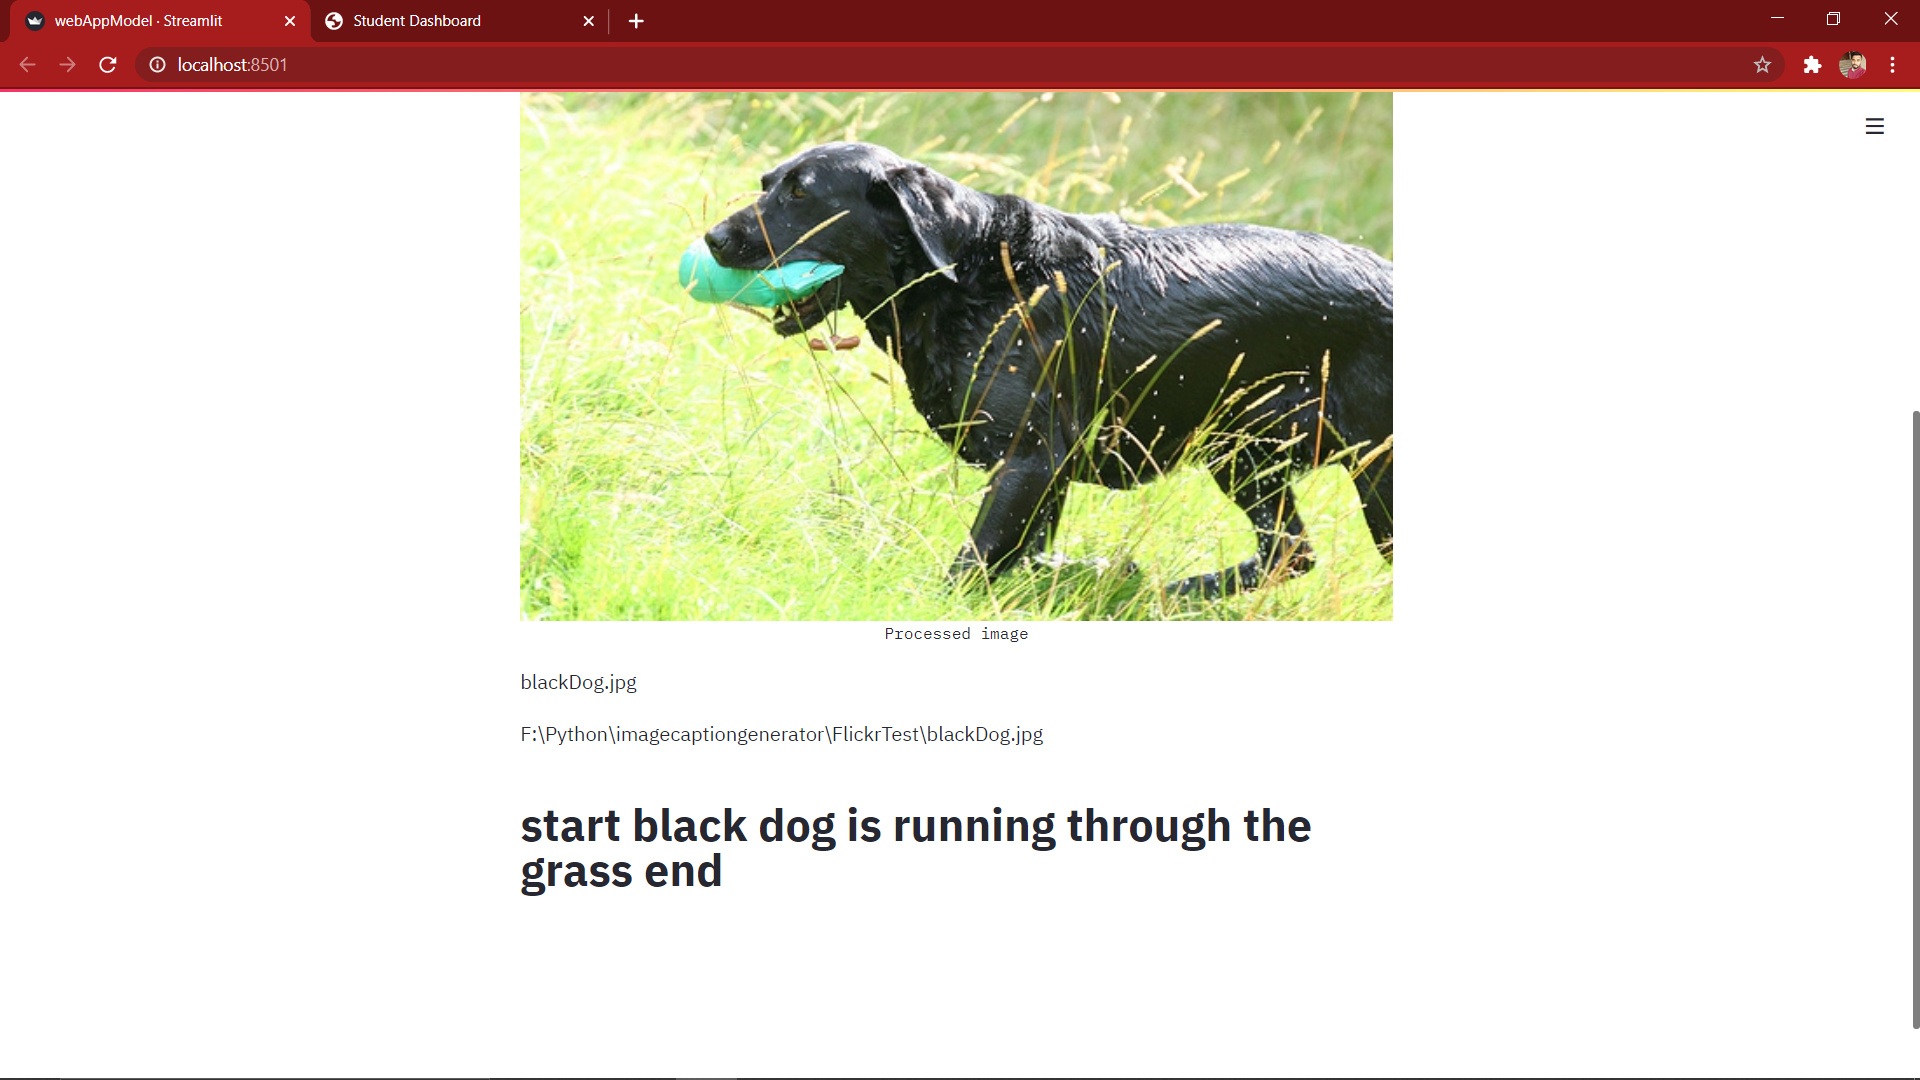 webAppModel · Streamlit
Student Dashboard
localhost:8501
Processed image
blackDog.jpg
F:\Python\imagecaptiongenerator\FlickrTest\blackDog.jpg
start black dog is running through the
grass end